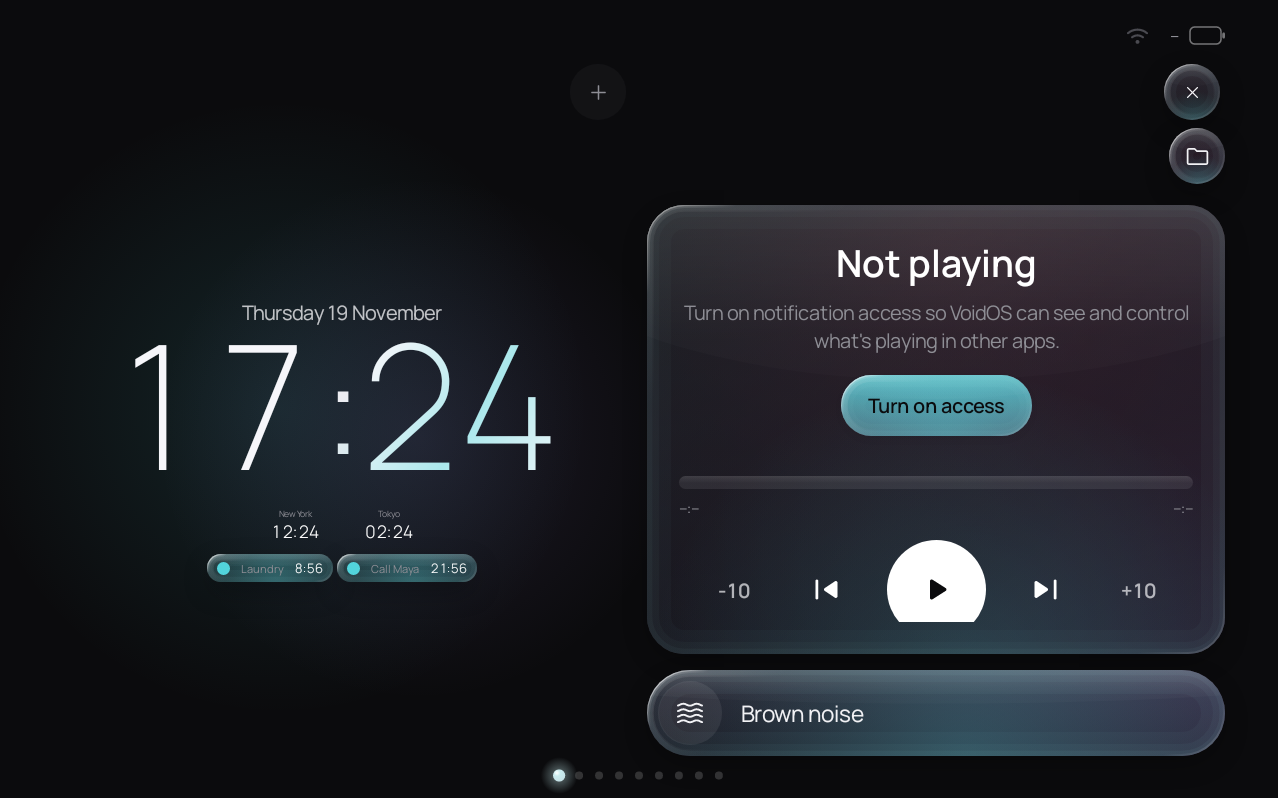 Thursday 19 November
17:24
New York
12:24
Tokyo
02:24
Laundry 8:56
Call Maya 21:56
Not playing
Turn on notification access so VoidOS can see and control
what's playing in other apps.
Turn on access
–:– –:–
-10 +10
Brown noise